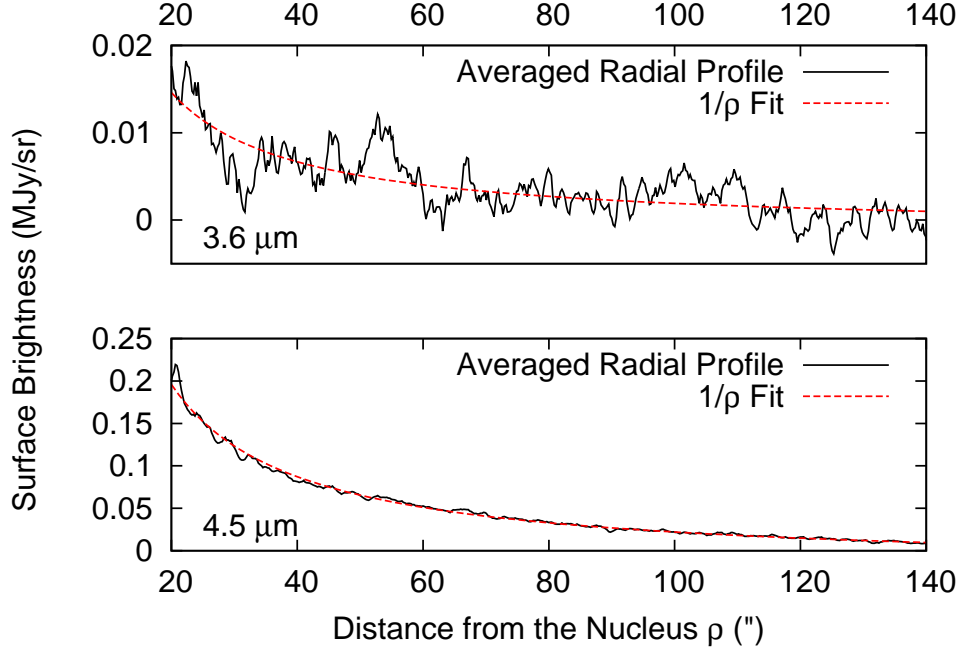 20 40 60 80 100 120 140
0.02
0.01
0
Averaged Radial Profile
1/ρ Fit
3.6 μm
Surface Brightness (MJy/sr)
0.25
0.2
0.15
0.1
0.05
0
Averaged Radial Profile
1/ρ Fit
4.5 μm
20 40 60 80 100 120 140
Distance from the Nucleus ρ (")